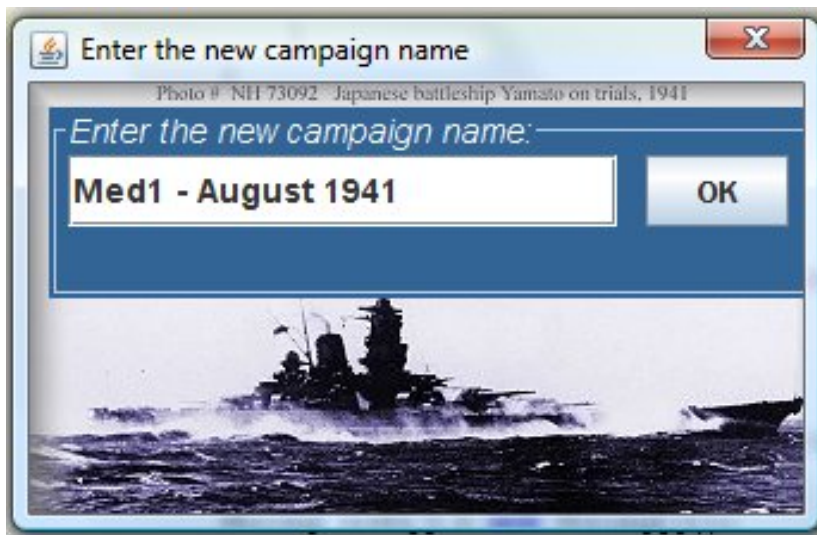 Enter the new campaign name
Photo # NH 73092 Japanese battleship Yamato on trials, 1941
Enter the new campaign name:
Med1 - August 1941
OK